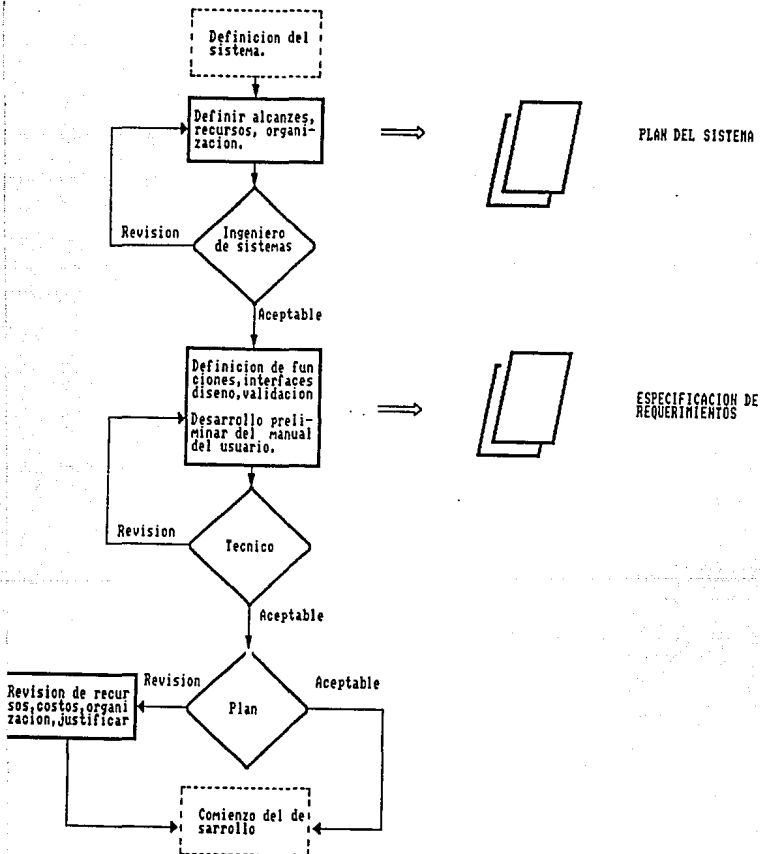 Definicion del
sistema.
Definir alcanzes,
recursos, organi-
zacion.
PLAN DEL SISTEMA
Revision
Ingeniero
de sistemas
Aceptable
Definicion de fun
ciones,interfaces
diseno,validacion
Desarrollo preli-
minar del manual
del usuario.
ESPECIFICACION DE
REQUERIMIENTOS
Revision
Tecnico
Aceptable
Revision
Aceptable
Plan
Revision de recur
sos,costos,organi
zacion,justificar
Comienzo del de
sarrollo